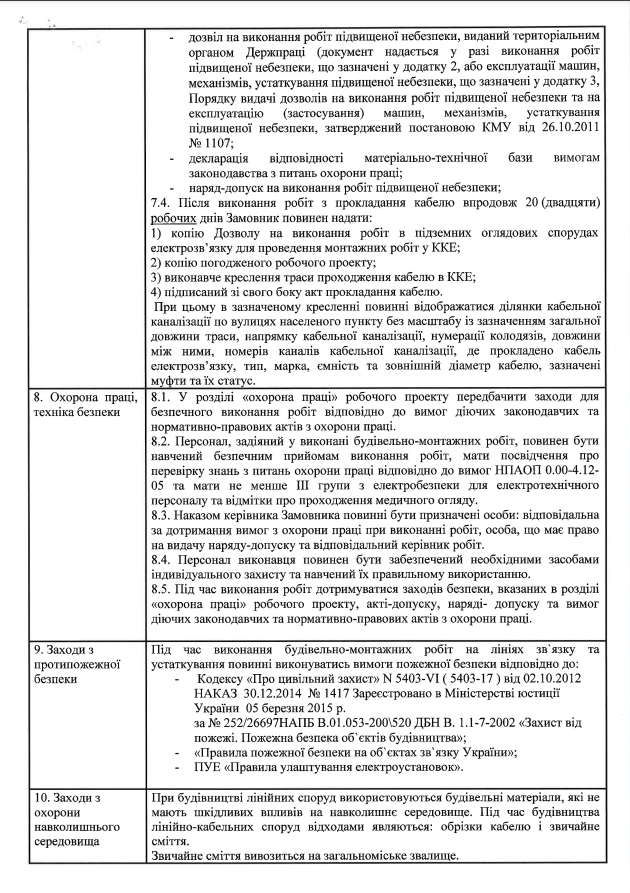 - дозвіл на виконання робіт підвищеної небезпеки, виданий територіальним
органом Держпраці (документ надається у разі виконання робіт
підвищеної небезпеки, що зазначені у додатку 2, або експлуатації машин,
механізмів, устаткування підвищеної небезпеки, що зазначені у додатку 3,
Порядку видачі дозволів на виконання робіт підвищеної небезпеки та на
експлуатацію (застосування) машин, механізмів, устаткування
підвищеної небезпеки, затверджений постановою КМУ від 26.10.2011
№ 1107;
- декларація відповідності матеріально-технічної бази вимогам
законодавства з питань охорони праці;
- наряд-допуск на виконання робіт підвищеної небезпеки;
7.4. Після виконання робіт з прокладання кабелю впродовж 20 (двадцяти)
робочих днів Замовник повинен надати:
1) копію Дозволу на виконання робіт в підземних оглядових спорудах
електрозв’язку для проведення монтажних робіт у ККЕ;
2) копію погодженого робочого проекту;
3) виконавче креслення траси проходження кабелю в ККЕ;
4) підписаний зі свого боку акт прокладання кабелю.
При цьому в зазначеному кресленні повинні відображатися ділянки кабельної
каналізації по вулицях населеного пункту без масштабу із зазначенням загальної
довжини траси, напрямку кабельної каналізації, нумерації колодязів, довжини
між ними, номерів каналів кабельної каналізації, де прокладено кабель
електрозв’язку, тип, марка, ємність та зовнішній діаметр кабелю, зазначені
муфти та їх статус.
8. Охорона праці,
техніка безпеки
8.1. У розділі «охорона праці» робочого проекту передбачити заходи для
безпечного виконання робіт відповідно до вимог діючих законодавчих та
нормативно-правових актів з охорони праці.
8.2. Персонал, задіяний у виконані будівельно-монтажних робіт, повинен бути
навчений безпечним прийомам виконання робіт, мати посвідчення про
перевірку знань з питань охорони праці відповідно до вимог НПАОП 0.00-4.12-
05 та мати не менше III групи з електробезпеки для електротехнічного
персоналу та відмітки про проходження медичного огляду.
8.3. Наказом керівника Замовника повинні бути призначені особи: відповідальна
за дотримання вимог з охорони праці при виконанні робіт, особа, що має право
на видачу наряду-допуску та відповідальний керівник робіт.
8.4. Персонал виконавця повинен бути забезпечений необхідними засобами
індивідуального захисту та навчений їх правильному використанню.
8.5. Під час виконання робіт дотримуватися заходів безпеки, вказаних в розділі
«охорона праці» робочого проекту, акті-допуску, наряді- допуску та вимог
діючих законодавчих та нормативно-правових актів з охорони праці.
9. Заходи з
протипожежної
безпеки
Під час виконання будівельно-монтажних робіт на лініях зв`язку та
устаткування повинні виконуватись вимоги пожежної безпеки відповідно до:
- Кодексу «Про цивільний захист» N 5403-VI ( 5403-17 ) від 02.10.2012
НАКАЗ 30.12.2014 № 1417 Зареєстровано в Міністерстві юстиції
України 05 березня 2015 р.
за № 252/26697НАПБ В.01.053-200\520 ДБН В. 1.1-7-2002 «Захист від
пожежі. Пожежна безпека об`єктів будівництва»;
- «Правила пожежної безпеки на об`єктах зв`язку України»;
- ПУЕ «Правила улаштування електроустановок».
10. Заходи з
охорони
навколишнього
середовища
При будівництві лінійних споруд використовуються будівельні матеріали, які не
мають шкідливих впливів на навколишнє середовище. Під час будівництва
лінійно-кабельних споруд відходами являються: обрізки кабелю і звичайне
сміття.
Звичайне сміття вивозиться на загальноміське звалище.